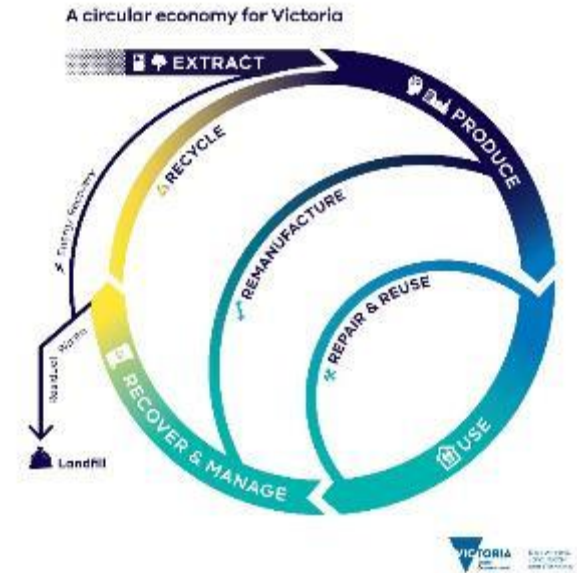 A circular economy for Victoria
EXTRACT
PRODUCE
RECYCLE
Energy Recovery
REMANUFACTURE
REPAIR & REUSE
USE
RECOVER & MANAGE
Residual Waste
Landfill
VICTORIA